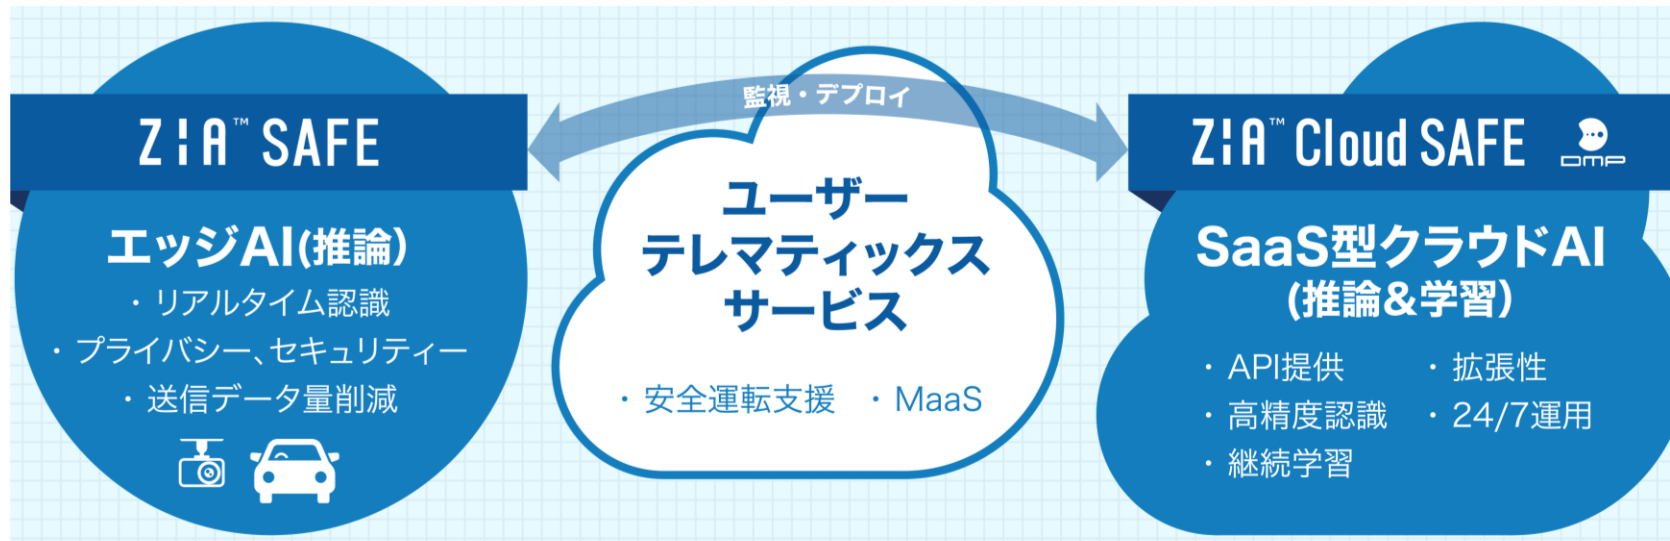 監視・デプロイ
ZIA™ SAFE
エッジAI(推論)
・リアルタイム認識
・プライバシー、セキュリティー
・送信データ量削減
ユーザー
テレマティックス
サービス
・安全運転支援 ・MaaS
ZIA™ Cloud SAFE DMP
SaaS型クラウドAI
(推論&学習)
・API提供 ・拡張性
・高精度認識 ・24/7運用
・継続学習